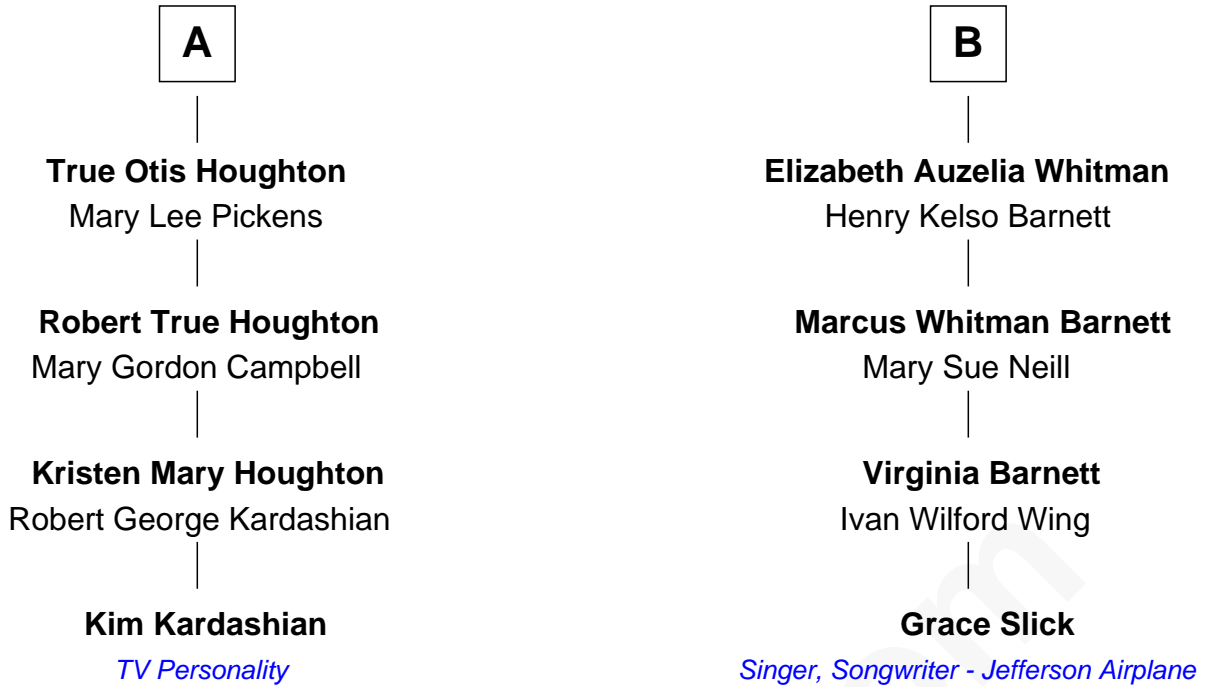 A
B
True Otis Houghton
Elizabeth Auzelia Whitman
Mary Lee Pickens
Henry Kelso Barnett
Robert True Houghton
Marcus Whitman Barnett
Mary Gordon Campbell
Mary Sue Neill
Kristen Mary Houghton
Virginia Barnett
Robert George Kardashian
Ivan Wilford Wing
Kim Kardashian
Grace Slick
TV Personality
Singer, Songwriter - Jefferson Airplane